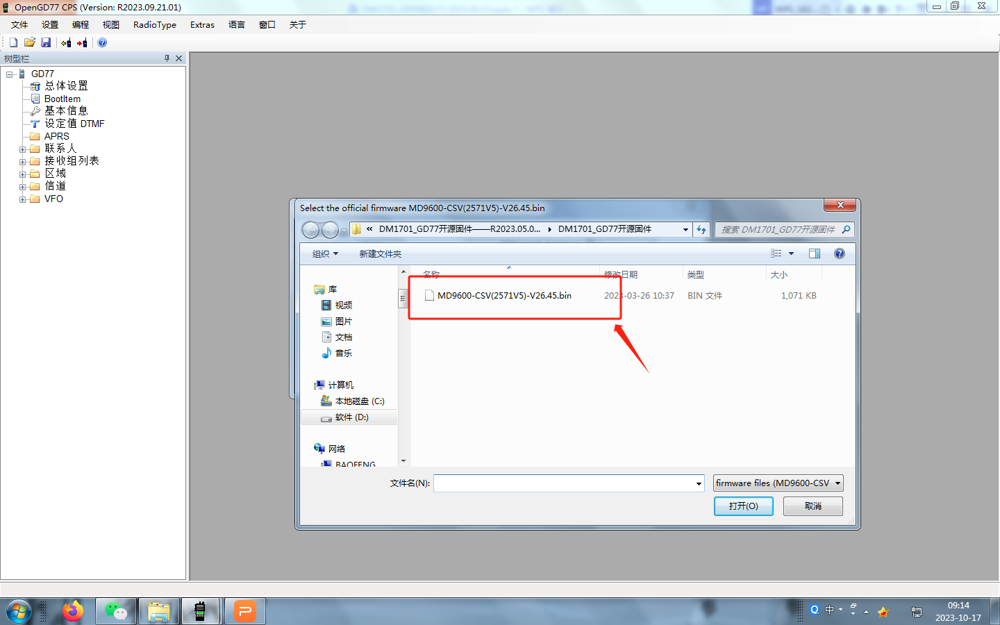 OpenGD77 CPS (Version: R2023.09.21.01)
文件 设置 编程 视图 RadioType Extras 语言 窗口 关于
树型栏
GD77
总体设置
BootItem
基本信息
设定值 DTMF
APRS
联系人
接收组列表
区域
信道
VFO
Select the official firmware MD9600-CSV(2571V5)-V26.45.bin
« DM1701_GD77开源固件——R2023.05.0... DM1701_GD77开源固件
搜索 DM1701_GD77开源固件
组织 新建文件夹
名称 修改日期 类型 大小
MD9600-CSV(2571V5)-V26.45.bin 2023-03-26 10:37 BIN 文件 1,071 KB
库
视频
图片
文档
音乐
计算机
本地磁盘 (C:)
软件 (D:)
网络
BAOFENG
文件名(N): firmware files (MD9600-CSV
打开(O) 取消
中
09:14
2023-10-17